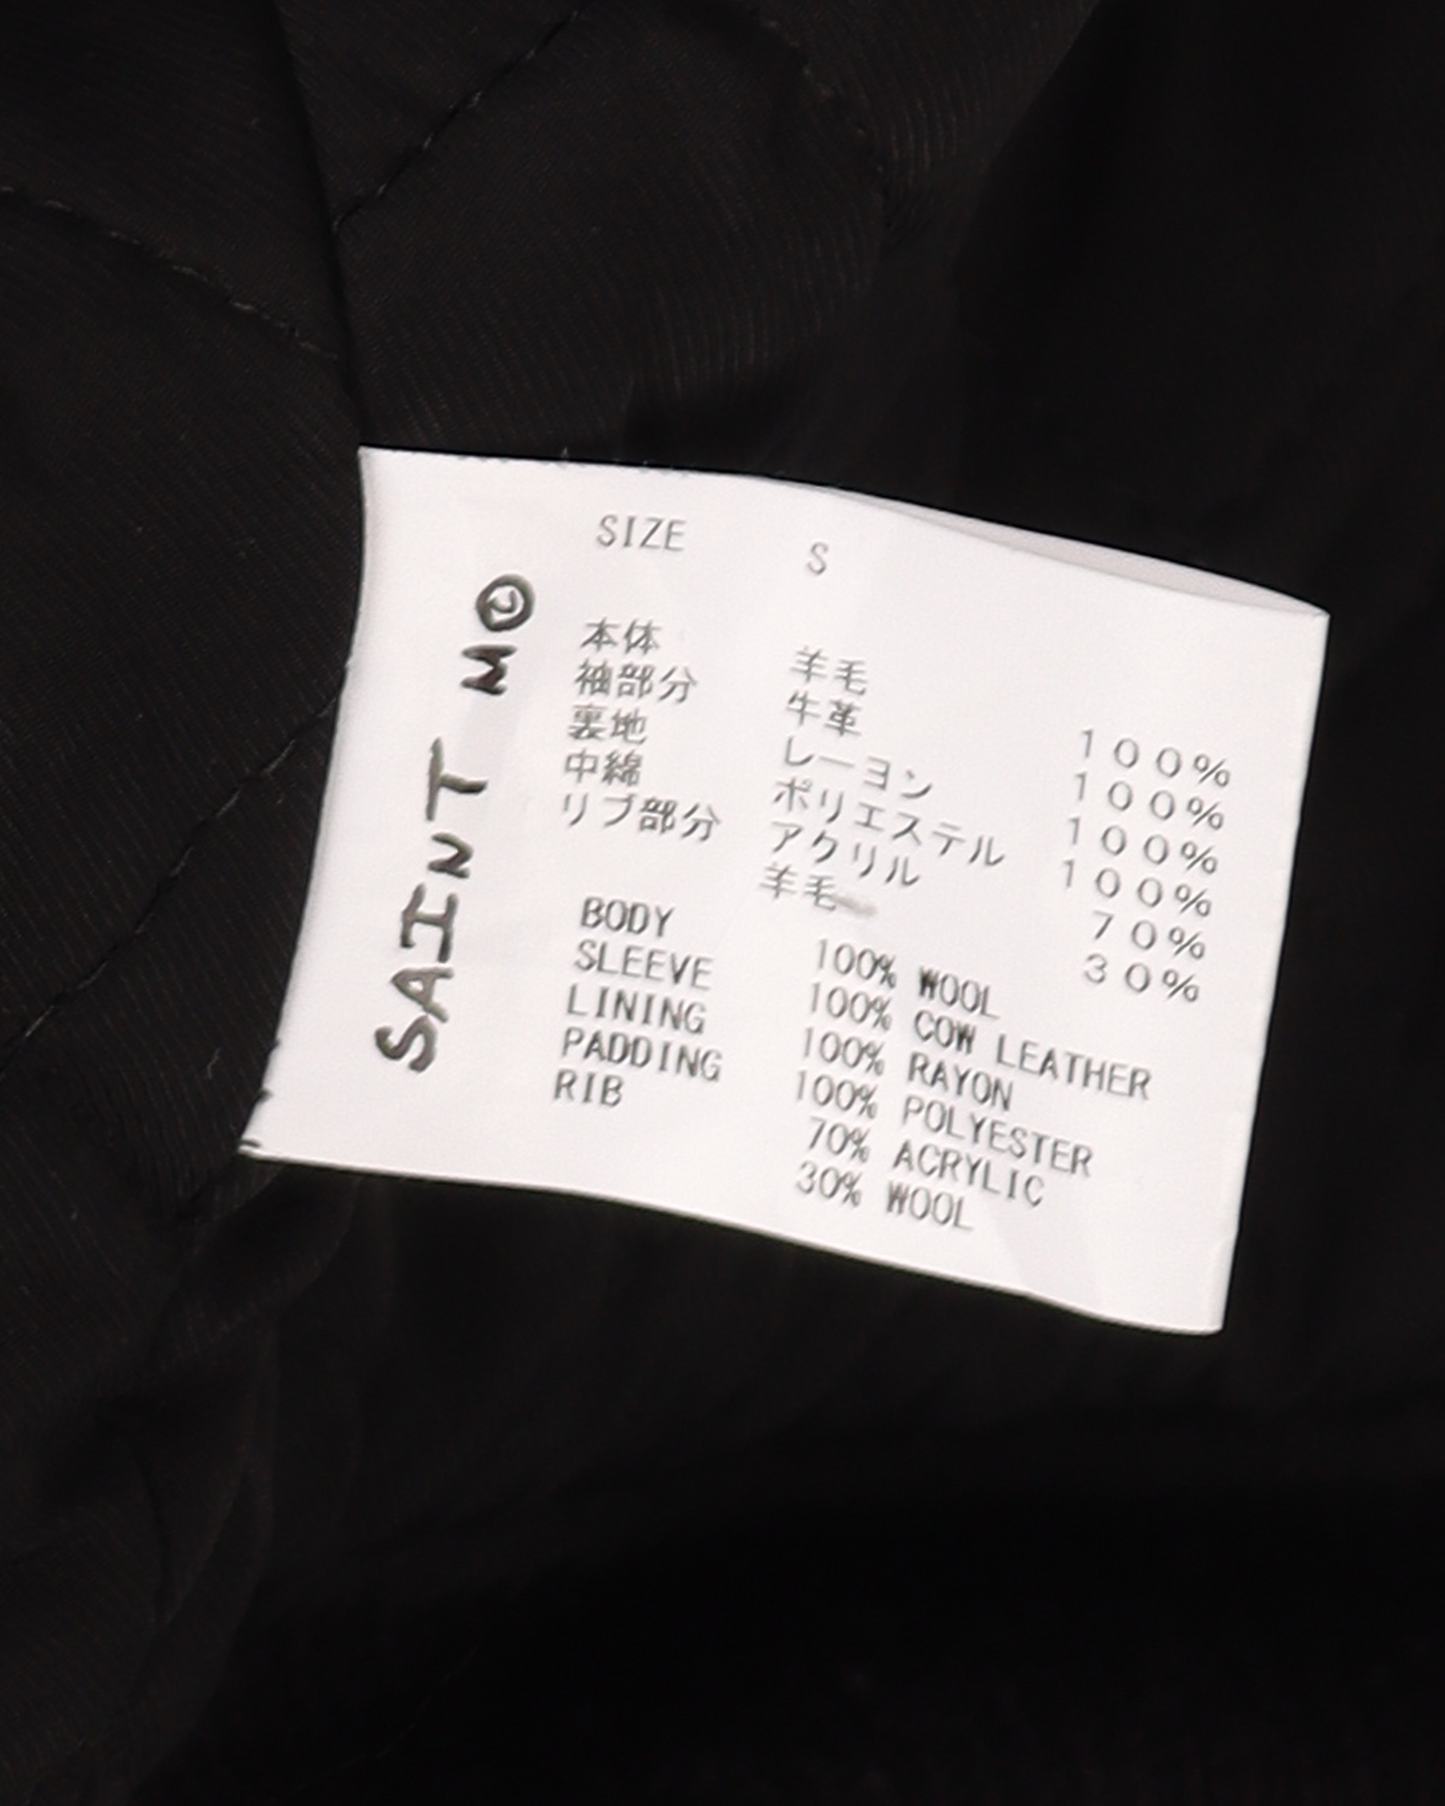 SAINT M
SIZE S
本体 羊毛 100%
袖部分 牛革 100%
裏地 レーヨン 100%
中綿 ポリエステル 100%
リブ部分 アクリル 70%
羊毛 30%
BODY 100% WOOL
SLEEVE 100% COW LEATHER
LINING 100% RAYON
PADDING 100% POLYESTER
RIB 70% ACRYLIC
30% WOOL